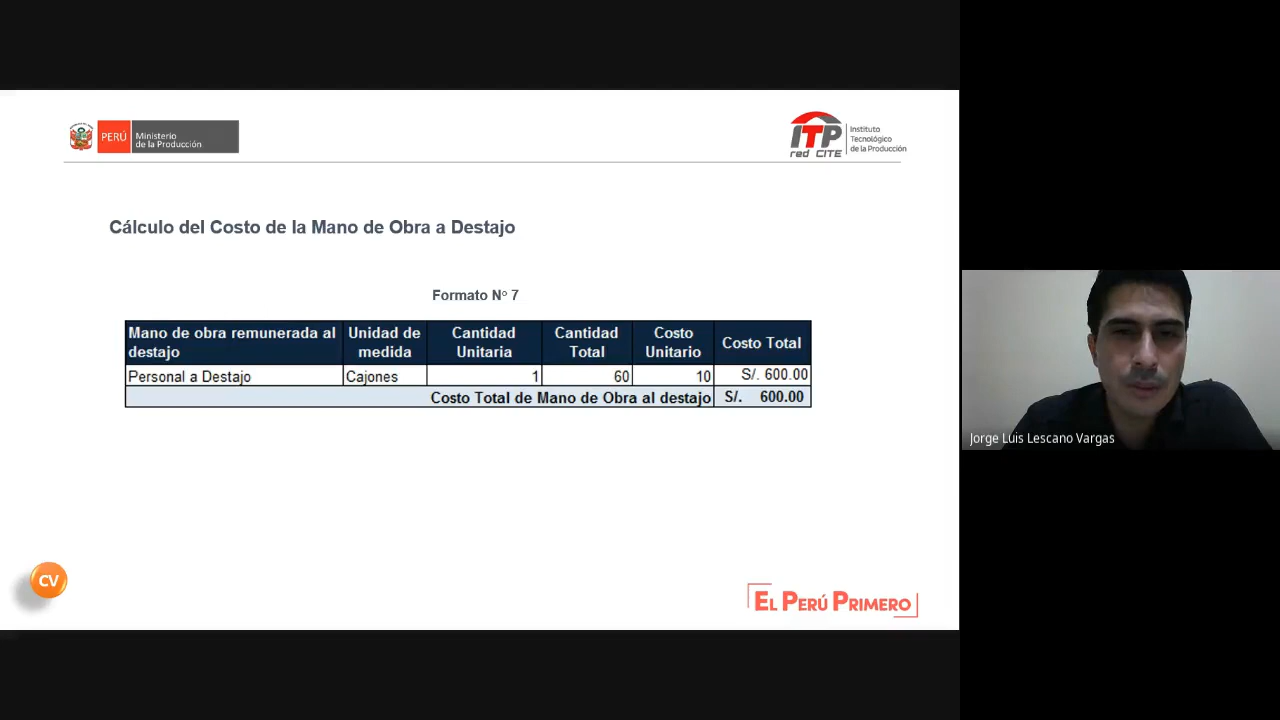 PERÚ
Ministerio
de la Producción
ITP
red CITE
Instituto
Tecnológico
de la Producción
Cálculo del Costo de la Mano de Obra a Destajo
Formato Nº 7
Mano de obra remunerada al destajo Unidad de medida Cantidad Unitaria Cantidad Total Costo Unitario Costo Total
Personal a Destajo Cajones 1 60 10 S/. 600.00
Costo Total de Mano de Obra al destajo S/. 600.00
Jorge Luis Lescano Vargas
CV
EL PERÚ PRIMERO